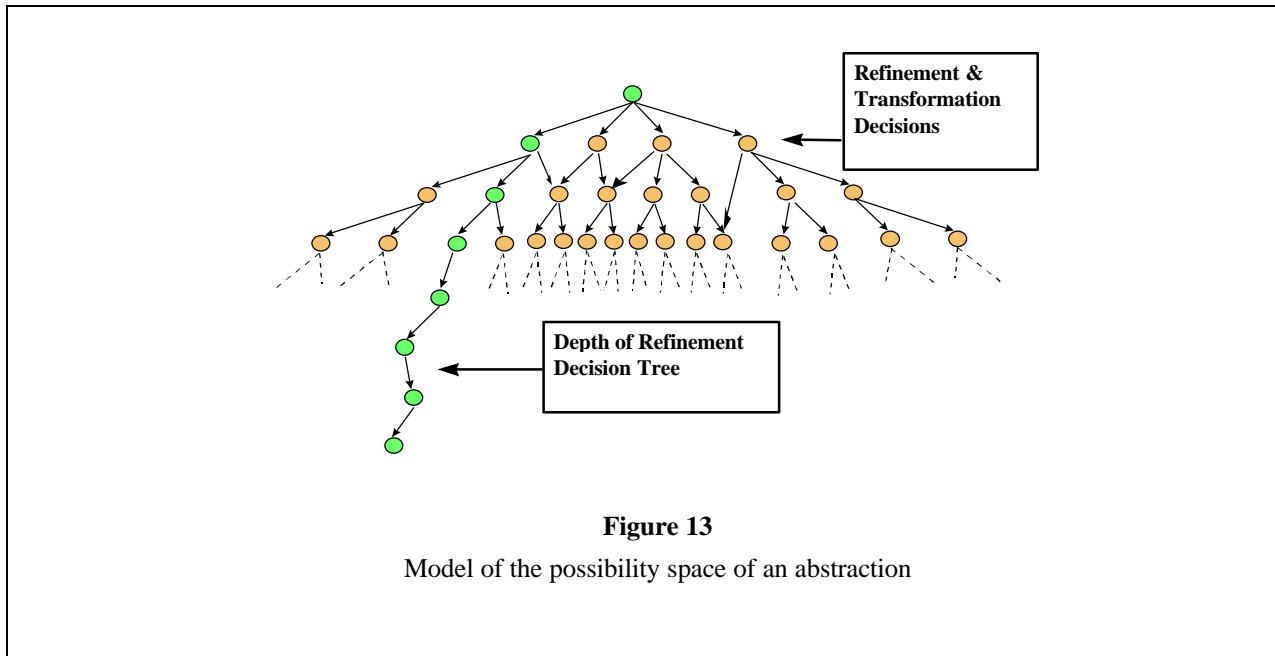 Refinement &
Transformation
Decisions
Depth of Refinement
Decision Tree
Figure 13
Model of the possibility space of an abstraction